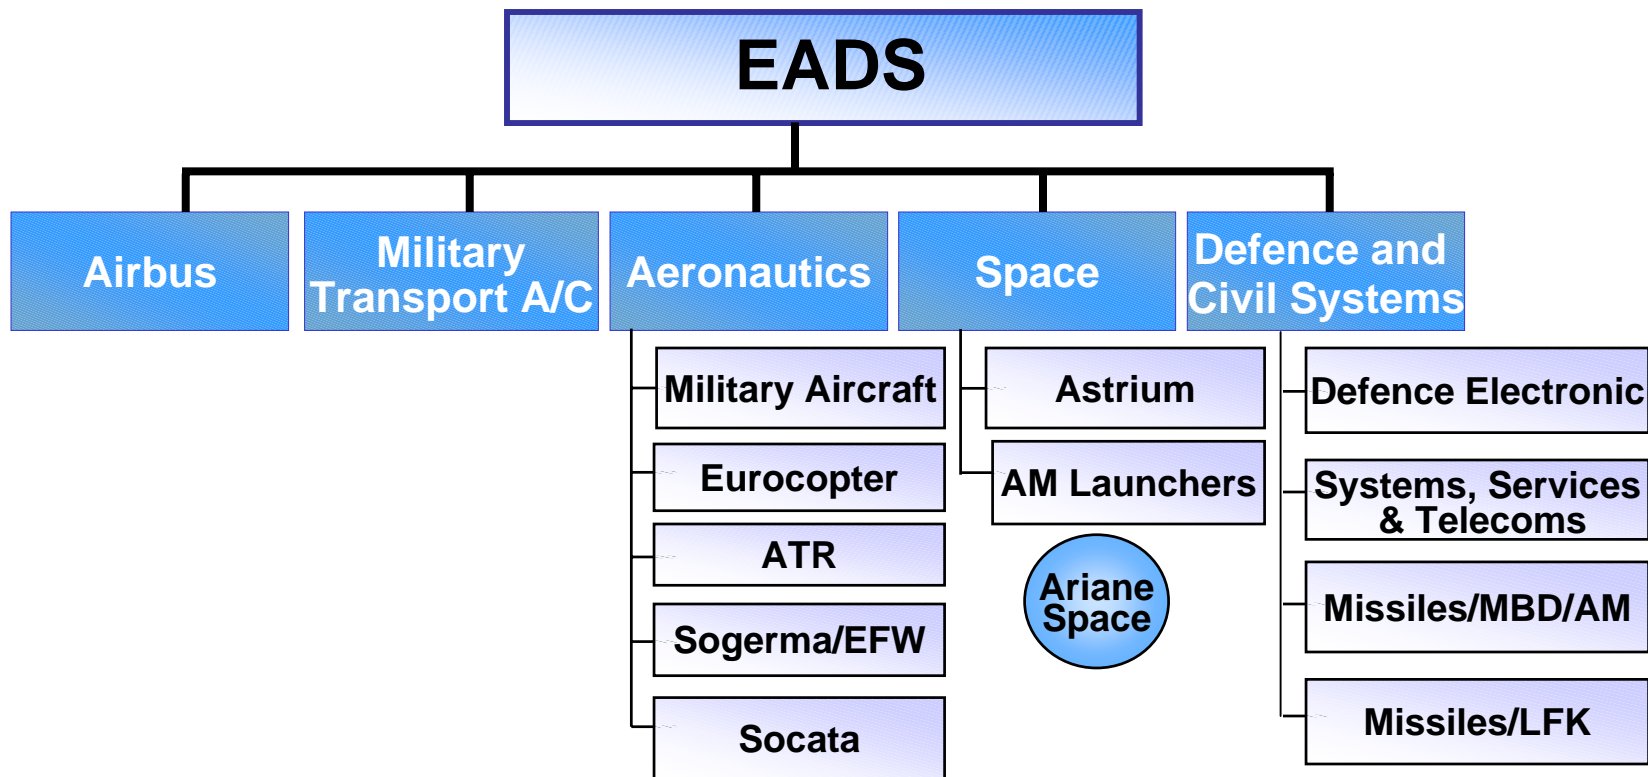 EADS
Airbus
Military
Transport A/C
Aeronautics
Space
Defence and
Civil Systems
Military Aircraft
Eurocopter
ATR
Sogerma/EFW
Socata
Astrium
AM Launchers
Ariane
Space
Defence Electronic
Systems, Services
& Telecoms
Missiles/MBD/AM
Missiles/LFK